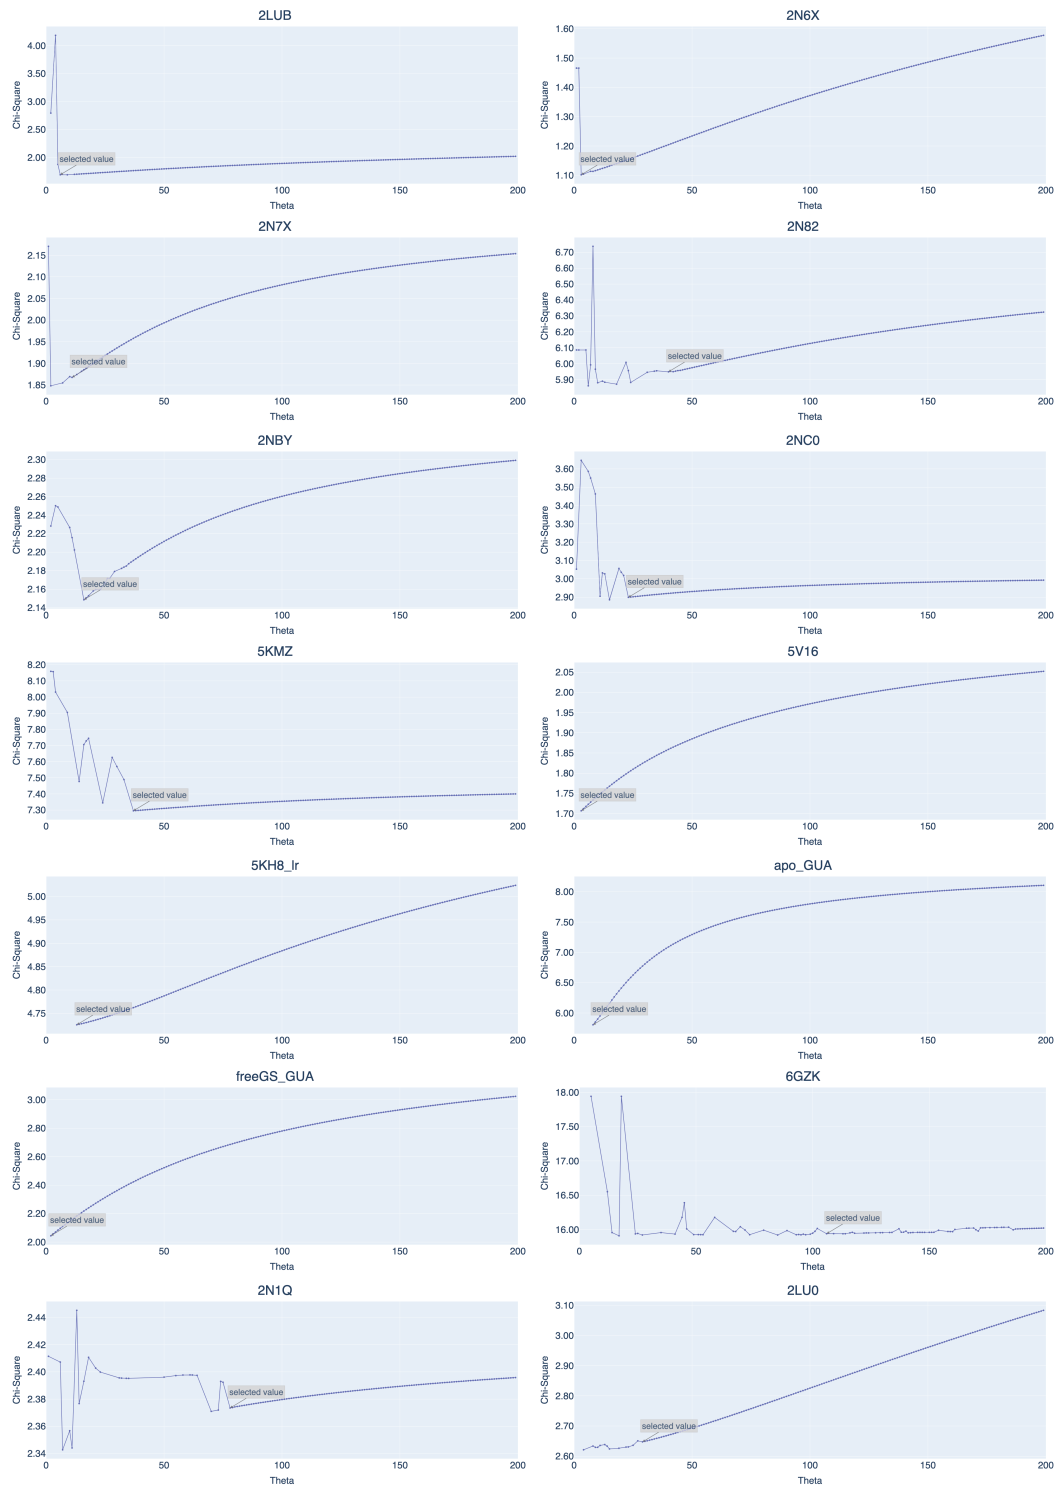 2LUB
Chi-Square
4.00
3.50
3.00
2.50
2.00
selected value
0 50 100 150 200
Theta
2N6X
Chi-Square
1.60
1.50
1.40
1.30
1.20
1.10
selected value
0 50 100 150 200
Theta
2N7X
Chi-Square
2.15
2.10
2.05
2.00
1.95
1.90
1.85
selected value
0 50 100 150 200
Theta
2N82
Chi-Square
6.70
6.60
6.50
6.40
6.30
6.20
6.10
6.00
5.90
selected value
0 50 100 150 200
Theta
2NBY
Chi-Square
2.30
2.28
2.26
2.24
2.22
2.20
2.18
2.16
2.14
selected value
0 50 100 150 200
Theta
2NC0
Chi-Square
3.60
3.50
3.40
3.30
3.20
3.10
3.00
2.90
selected value
0 50 100 150 200
Theta
5KMZ
Chi-Square
8.20
8.10
8.00
7.90
7.80
7.70
7.60
7.50
7.40
7.30
selected value
0 50 100 150 200
Theta
5V16
Chi-Square
2.05
2.00
1.95
1.90
1.85
1.80
1.75
1.70
selected value
0 50 100 150 200
Theta
5KH8_lr
Chi-Square
5.00
4.95
4.90
4.85
4.80
4.75
selected value
0 50 100 150 200
Theta
apo_GUA
Chi-Square
8.00
7.50
7.00
6.50
6.00
selected value
0 50 100 150 200
Theta
freeGS_GUA
Chi-Square
3.00
2.80
2.60
2.40
2.20
2.00
selected value
0 50 100 150 200
Theta
6GZK
Chi-Square
18.00
17.50
17.00
16.50
16.00
selected value
0 50 100 150 200
Theta
2N1Q
Chi-Square
2.44
2.42
2.40
2.38
2.36
2.34
selected value
0 50 100 150 200
Theta
2LU0
Chi-Square
3.10
3.00
2.90
2.80
2.70
2.60
selected value
0 50 100 150 200
Theta